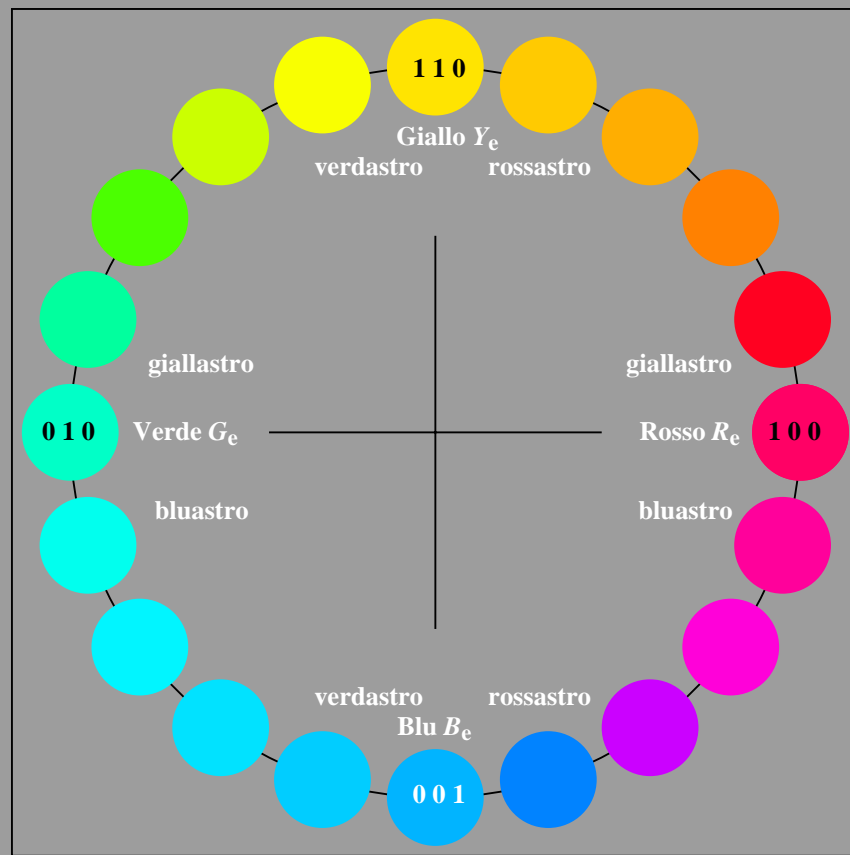 1 1 0
Giallo Yₑ
verdastro rossastro
giallastro giallastro
0 1 0 Verde Gₑ Rosso Rₑ 1 0 0
bluastro bluastro
verdastro rossastro
Blu Bₑ
0 0 1